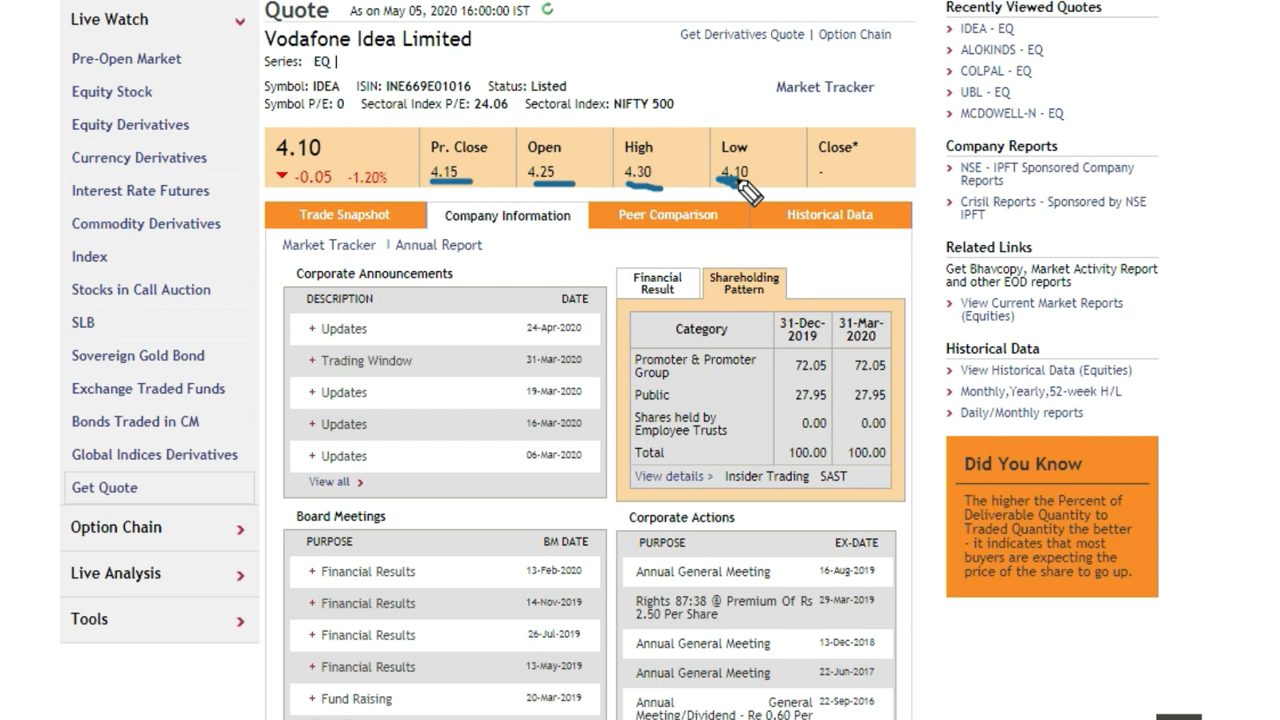 Live Watch
Pre-Open Market
Equity Stock
Equity Derivatives
Currency Derivatives
Interest Rate Futures
Commodity Derivatives
Index
Stocks in Call Auction
SLB
Sovereign Gold Bond
Exchange Traded Funds
Bonds Traded in CM
Global Indices Derivatives
Get Quote
Option Chain
Live Analysis
Tools
Quote As on May 05, 2020 16:00:00 IST
Vodafone Idea Limited
Get Derivatives Quote | Option Chain
Series: EQ |
Symbol: IDEA ISIN: INE669E01016 Status: Listed
Market Tracker
Symbol P/E: 0 Sectoral Index P/E: 24.06 Sectoral Index: NIFTY 500
4.10 Pr. Close Open High Low Close*
-0.05 -1.20% 4.15 4.25 4.30 4.10 -
Trade Snapshot Company Information Peer Comparison Historical Data
Market Tracker | Annual Report
Corporate Announcements
DESCRIPTION DATE
+ Updates 24-Apr-2020
+ Trading Window 31-Mar-2020
+ Updates 19-Mar-2020
+ Updates 16-Mar-2020
+ Updates 06-Mar-2020
View all >
Financial Result
Shareholding Pattern
Category 31-Dec-2019 31-Mar-2020
Promoter & Promoter Group 72.05 72.05
Public 27.95 27.95
Shares held by Employee Trusts 0.00 0.00
Total 100.00 100.00
View details > Insider Trading SAST
Board Meetings
PURPOSE BM DATE
+ Financial Results 13-Feb-2020
+ Financial Results 14-Nov-2019
+ Financial Results 26-Jul-2019
+ Financial Results 13-May-2019
+ Fund Raising 20-Mar-2019
Corporate Actions
PURPOSE EX-DATE
Annual General Meeting 16-Aug-2019
Rights 87:38 @ Premium Of Rs 29-Mar-2019
2.50 Per Share
Annual General Meeting 13-Dec-2018
Annual General Meeting 22-Jun-2017
Annual General 22-Sep-2016
Meeting/Dividend - Re 0.60 Per
Recently Viewed Quotes
> IDEA - EQ
> ALOKINDS - EQ
> COLPAL - EQ
> UBL - EQ
> MCDOWELL-N - EQ
Company Reports
> NSE - IPFT Sponsored Company
Reports
> Crisil Reports - Sponsored by NSE
IPFT
Related Links
Get Bhavcopy, Market Activity Report
and other EOD reports
> View Current Market Reports
(Equities)
Historical Data
> View Historical Data (Equities)
> Monthly,Yearly,52-week H/L
> Daily/Monthly reports
Did You Know
The higher the Percent of
Deliverable Quantity to
Traded Quantity the better
- it indicates that most
buyers are expecting the
price of the share to go up.